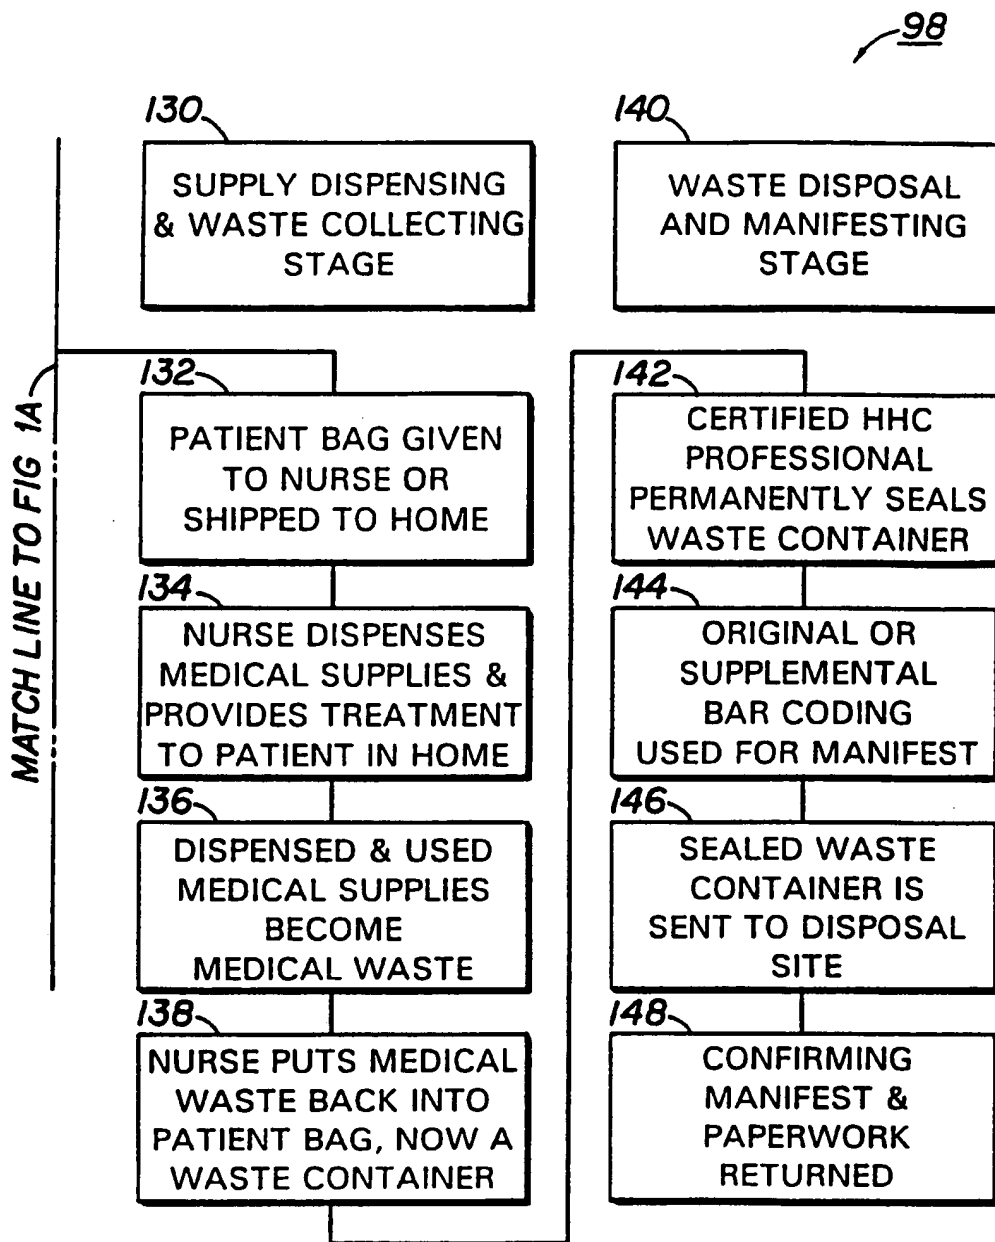 98
130
SUPPLY DISPENSING
& WASTE COLLECTING
STAGE
140
WASTE DISPOSAL
AND MANIFESTING
STAGE
MATCH LINE TO FIG 1A
132
PATIENT BAG GIVEN
TO NURSE OR
SHIPPED TO HOME
134
NURSE DISPENSES
MEDICAL SUPPLIES &
PROVIDES TREATMENT
TO PATIENT IN HOME
136
DISPENSED & USED
MEDICAL SUPPLIES
BECOME
MEDICAL WASTE
138
NURSE PUTS MEDICAL
WASTE BACK INTO
PATIENT BAG, NOW A
WASTE CONTAINER
142
CERTIFIED HHC
PROFESSIONAL
PERMANENTLY SEALS
WASTE CONTAINER
144
ORIGINAL OR
SUPPLEMENTAL
BAR CODING
USED FOR MANIFEST
146
SEALED WASTE
CONTAINER IS
SENT TO DISPOSAL
SITE
148
CONFIRMING
MANIFEST &
PAPERWORK
RETURNED